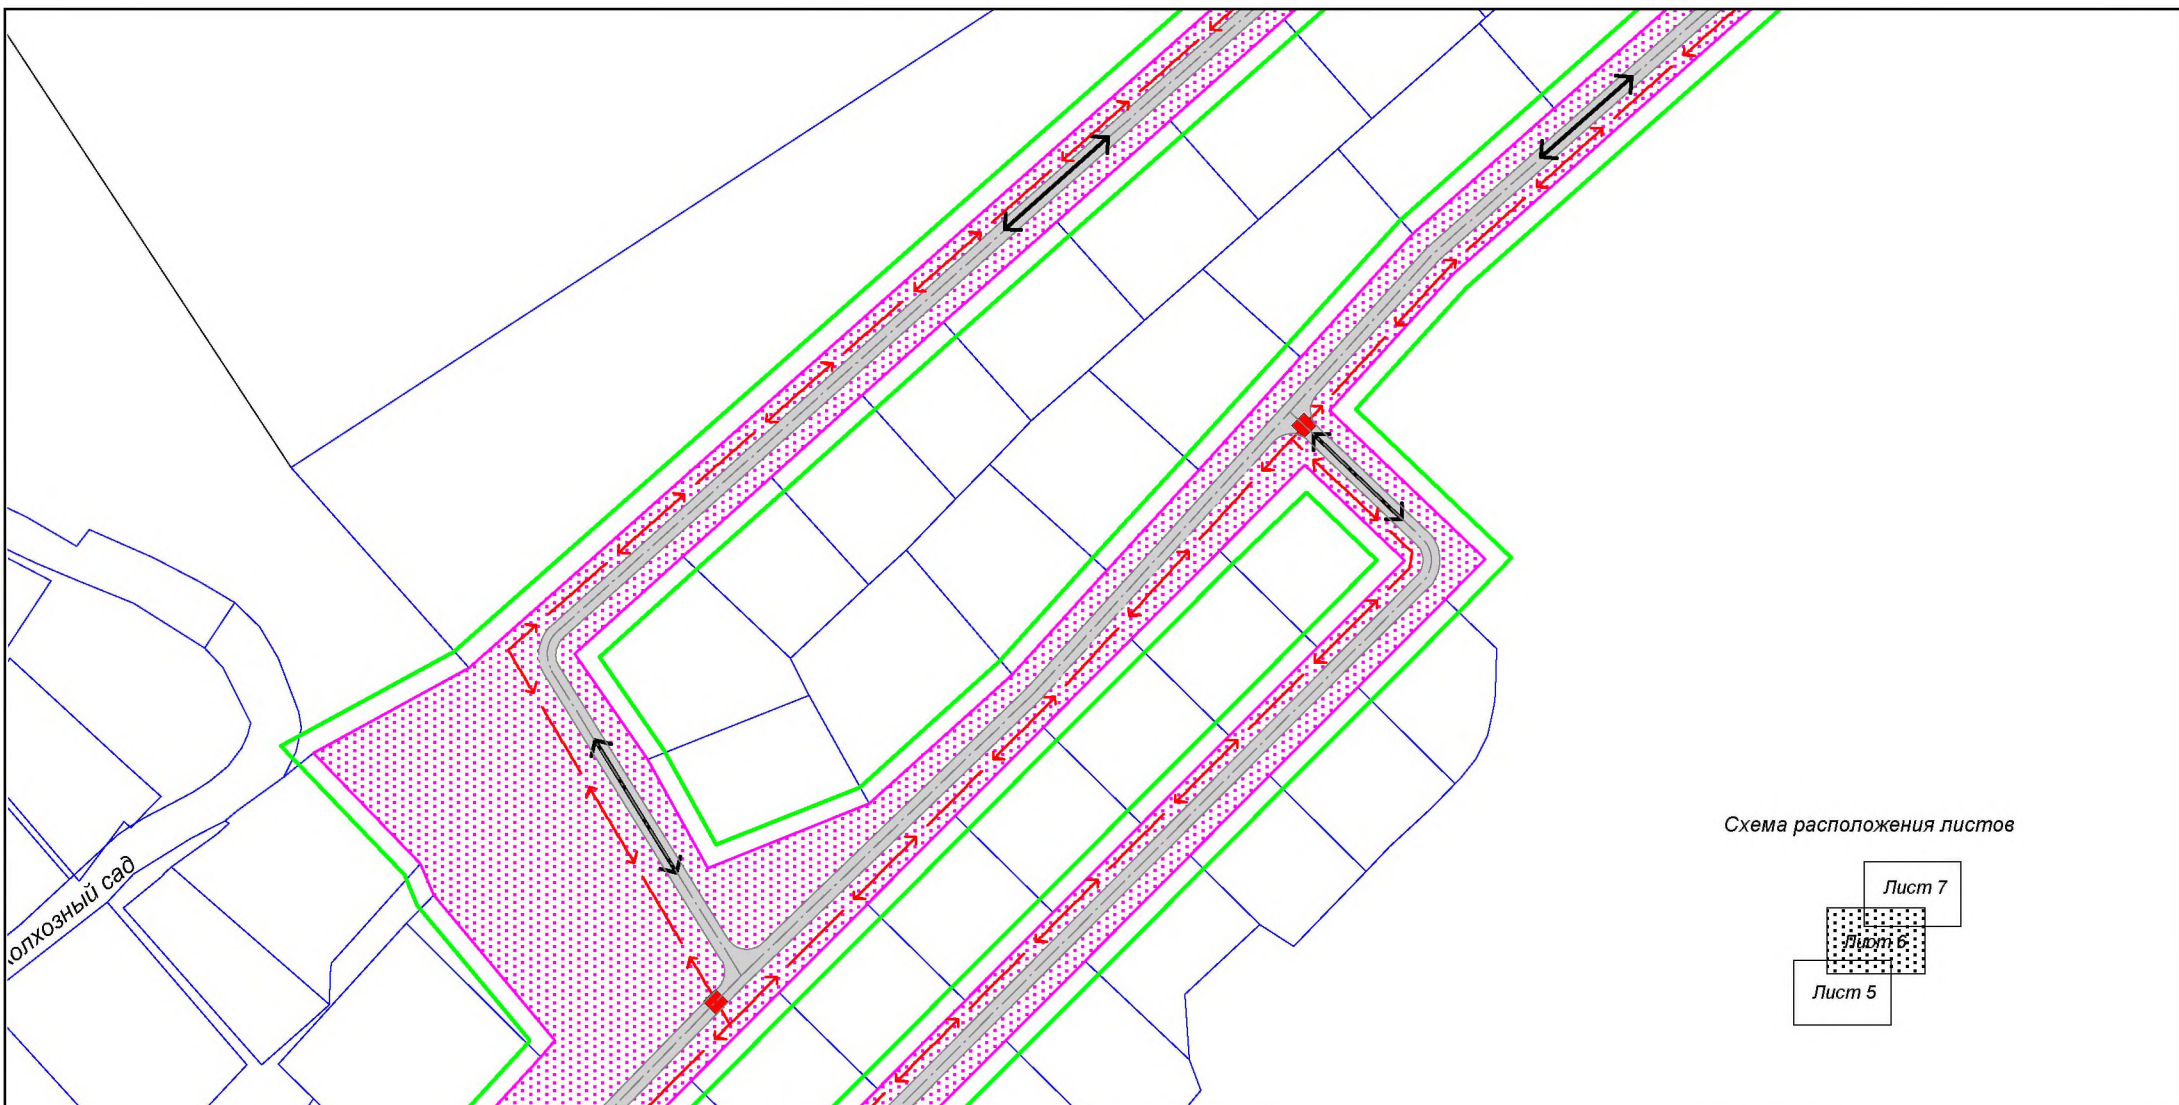 Схема расположения листов
Лист 7
Лист 6
Лист 5
олхозный сад